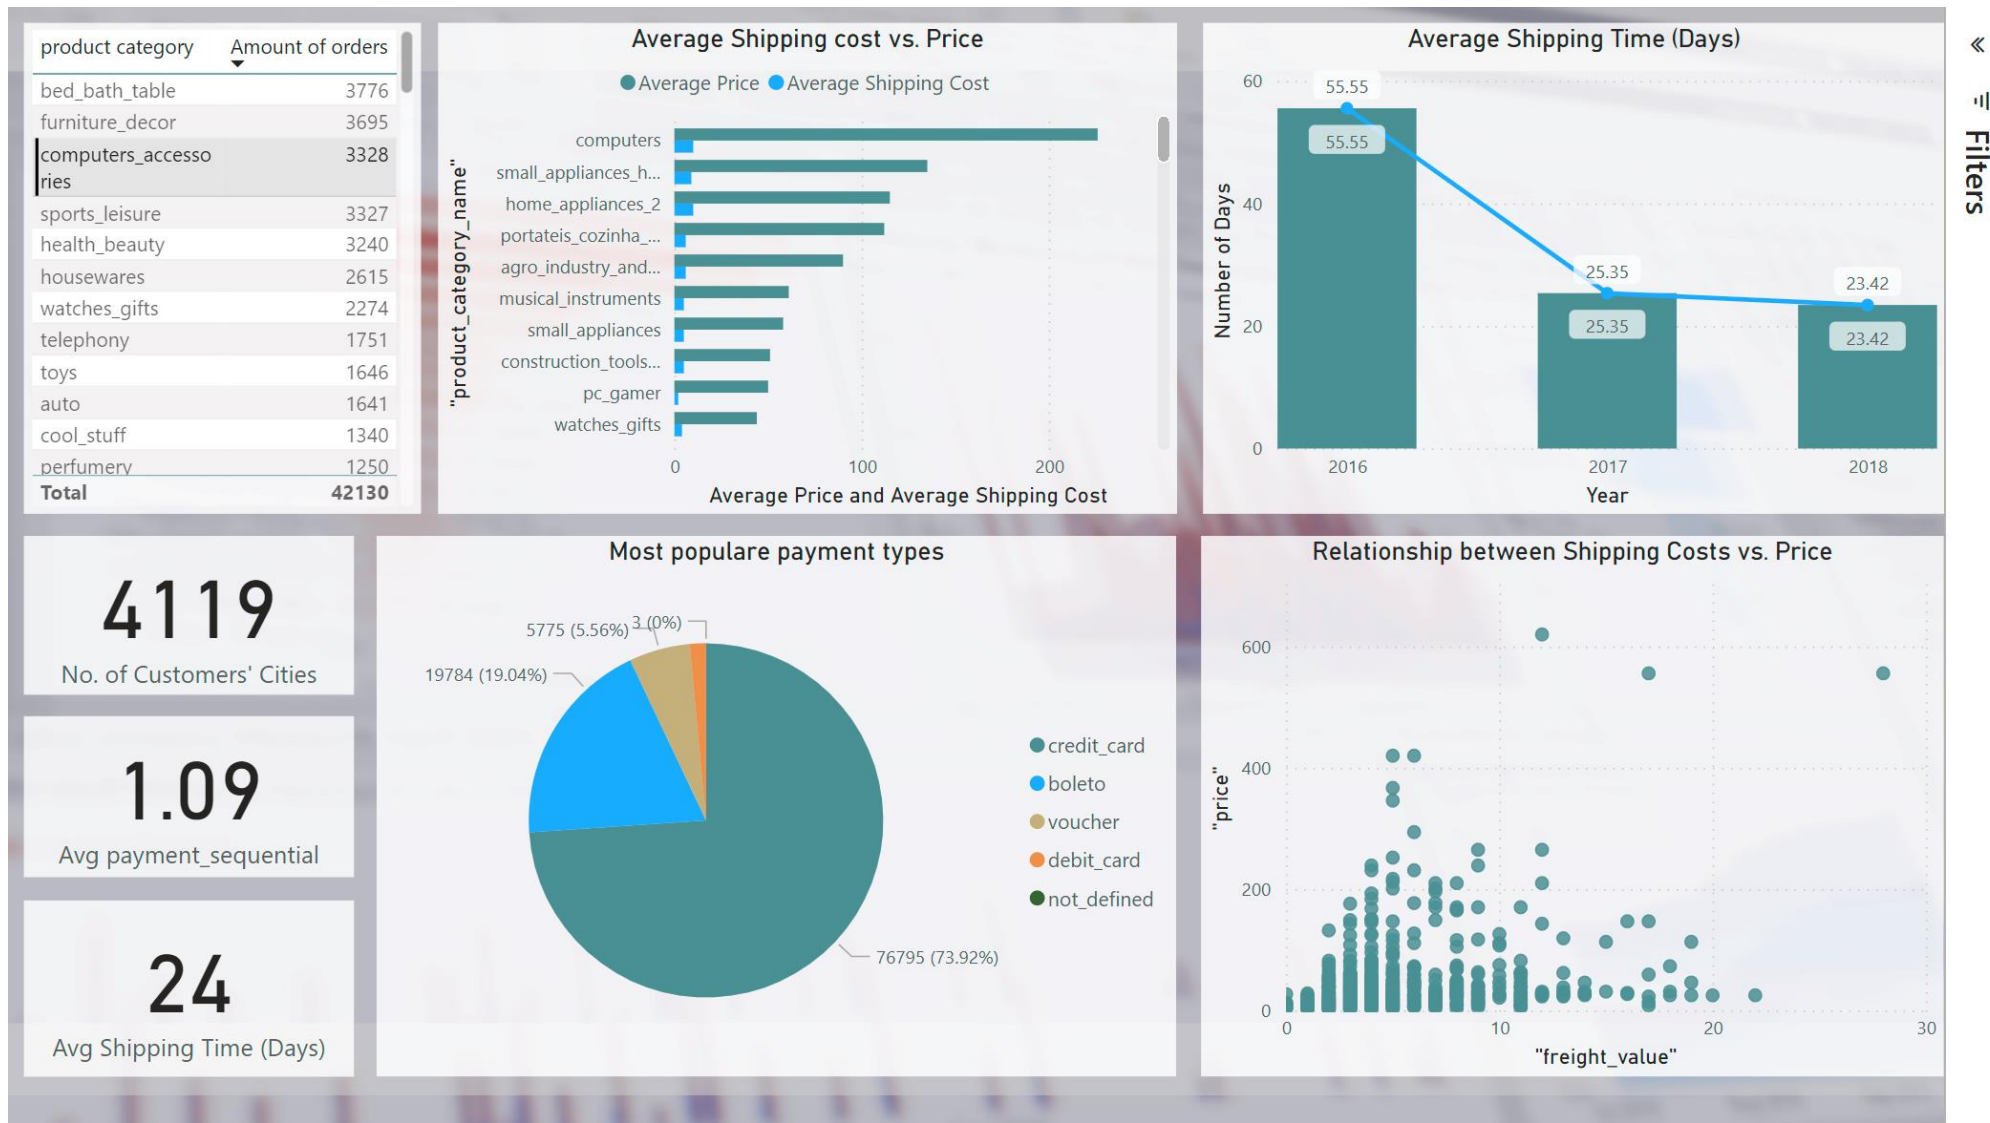 product category Amount of orders
bed_bath_table 3776
furniture_decor 3695
computers_accesso 3328
ries
sports_leisure 3327
health_beauty 3240
housewares 2615
watches_gifts 2274
telephony 1751
toys 1646
auto 1641
cool_stuff 1340
perfumery 1250
Total 42130
Average Shipping cost vs. Price
Average Price Average Shipping Cost
"product_category_name"
computers
small_appliances_h...
home_appliances_2
portateis_cozinha_...
agro_industry_and...
musical_instruments
small_appliances
construction_tools...
pc_gamer
watches_gifts
0 100 200
Average Price and Average Shipping Cost
Average Shipping Time (Days)
Number of Days
60
40
20
0
55.55
55.55
25.35
25.35
23.42
23.42
2016 2017 2018
Year
Filters
4119
No. of Customers' Cities
1.09
Avg payment_sequential
24
Avg Shipping Time (Days)
Most populare payment types
3 (0%)
5775 (5.56%)
19784 (19.04%)
76795 (73.92%)
credit_card
boleto
voucher
debit_card
not_defined
Relationship between Shipping Costs vs. Price
"price"
600
400
200
0
0 10 20 30
"freight_value"